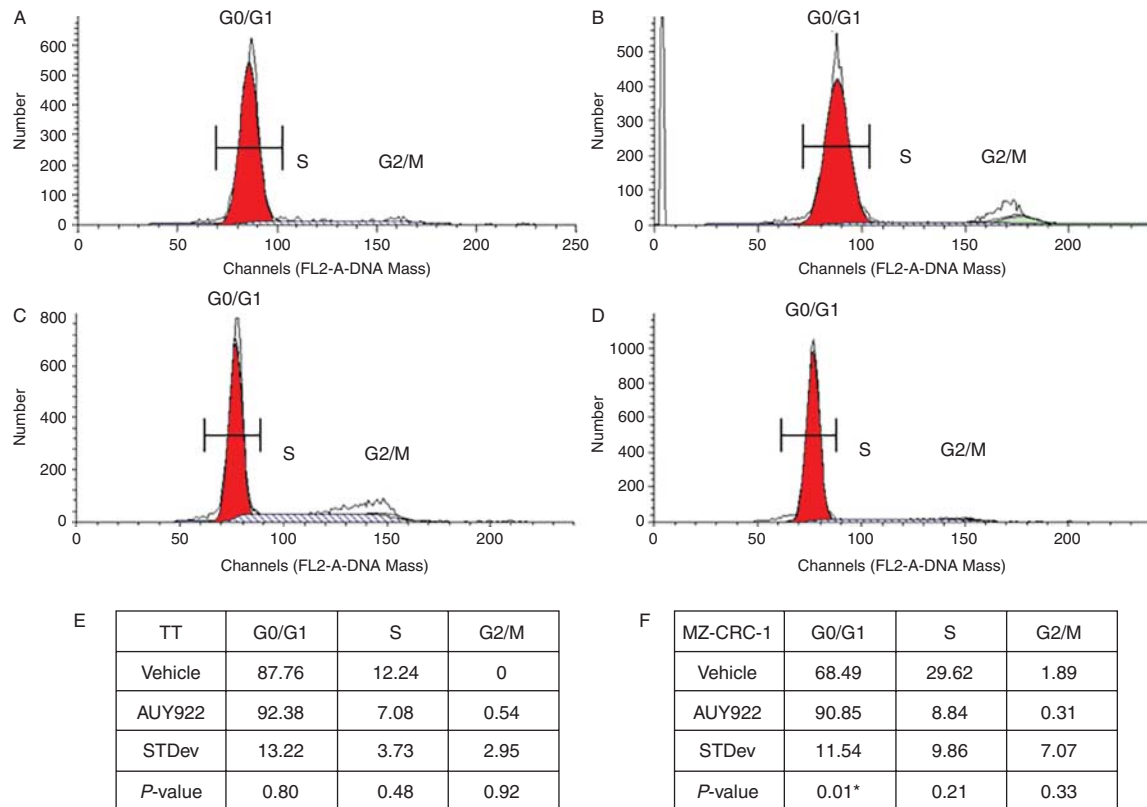 A
G0/G1
Number
600
500
400
300
200
100
0
S
G2/M
0
50
100
150
200
250
Channels (FL2-A-DNA Mass)
B
G0/G1
Number
500
400
300
200
100
0
S
G2/M
0
50
100
150
200
Channels (FL2-A-DNA Mass)
C
G0/G1
Number
800
600
400
200
0
S
G2/M
0
50
100
150
200
Channels (FL2-A-DNA Mass)
D
G0/G1
Number
1000
800
600
400
200
0
S
G2/M
0
50
100
150
200
Channels (FL2-A-DNA Mass)
E
TT G0/G1 S G2/M
Vehicle 87.76 12.24 0
AUY922 92.38 7.08 0.54
STDev 13.22 3.73 2.95
P-value 0.80 0.48 0.92
F
MZ-CRC-1 G0/G1 S G2/M
Vehicle 68.49 29.62 1.89
AUY922 90.85 8.84 0.31
STDev 11.54 9.86 7.07
P-value 0.01* 0.21 0.33